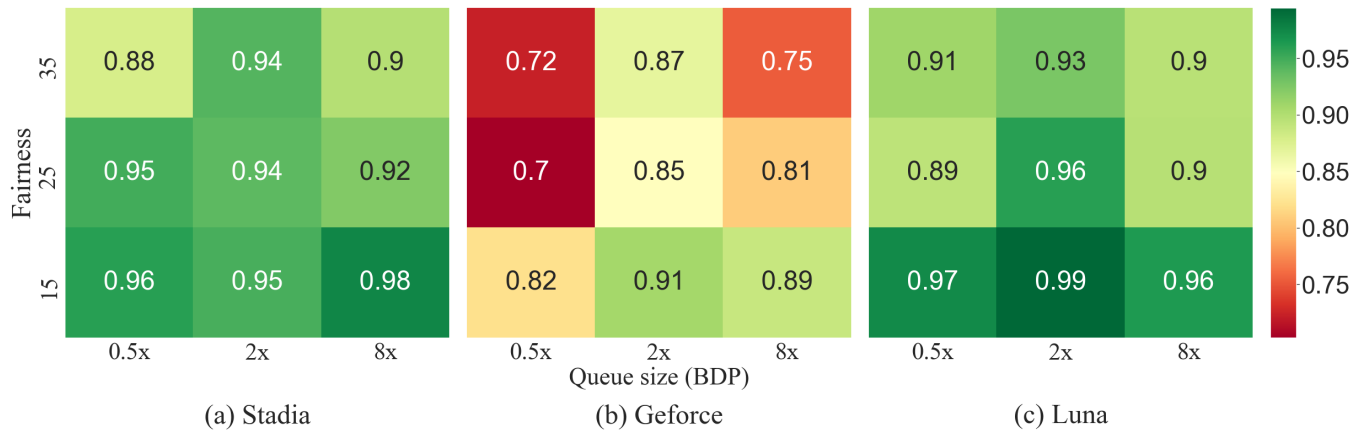 Fairness
35 0.88 0.94 0.9 0.72 0.87 0.75 0.91 0.93 0.9
25 0.95 0.94 0.92 0.7 0.85 0.81 0.89 0.96 0.9
15 0.96 0.95 0.98 0.82 0.91 0.89 0.97 0.99 0.96
0.5x 2x 8x 0.5x 2x 8x 0.5x 2x 8x
Queue size (BDP)
(a) Stadia (b) Geforce (c) Luna
0.95
0.90
0.85
0.80
0.75